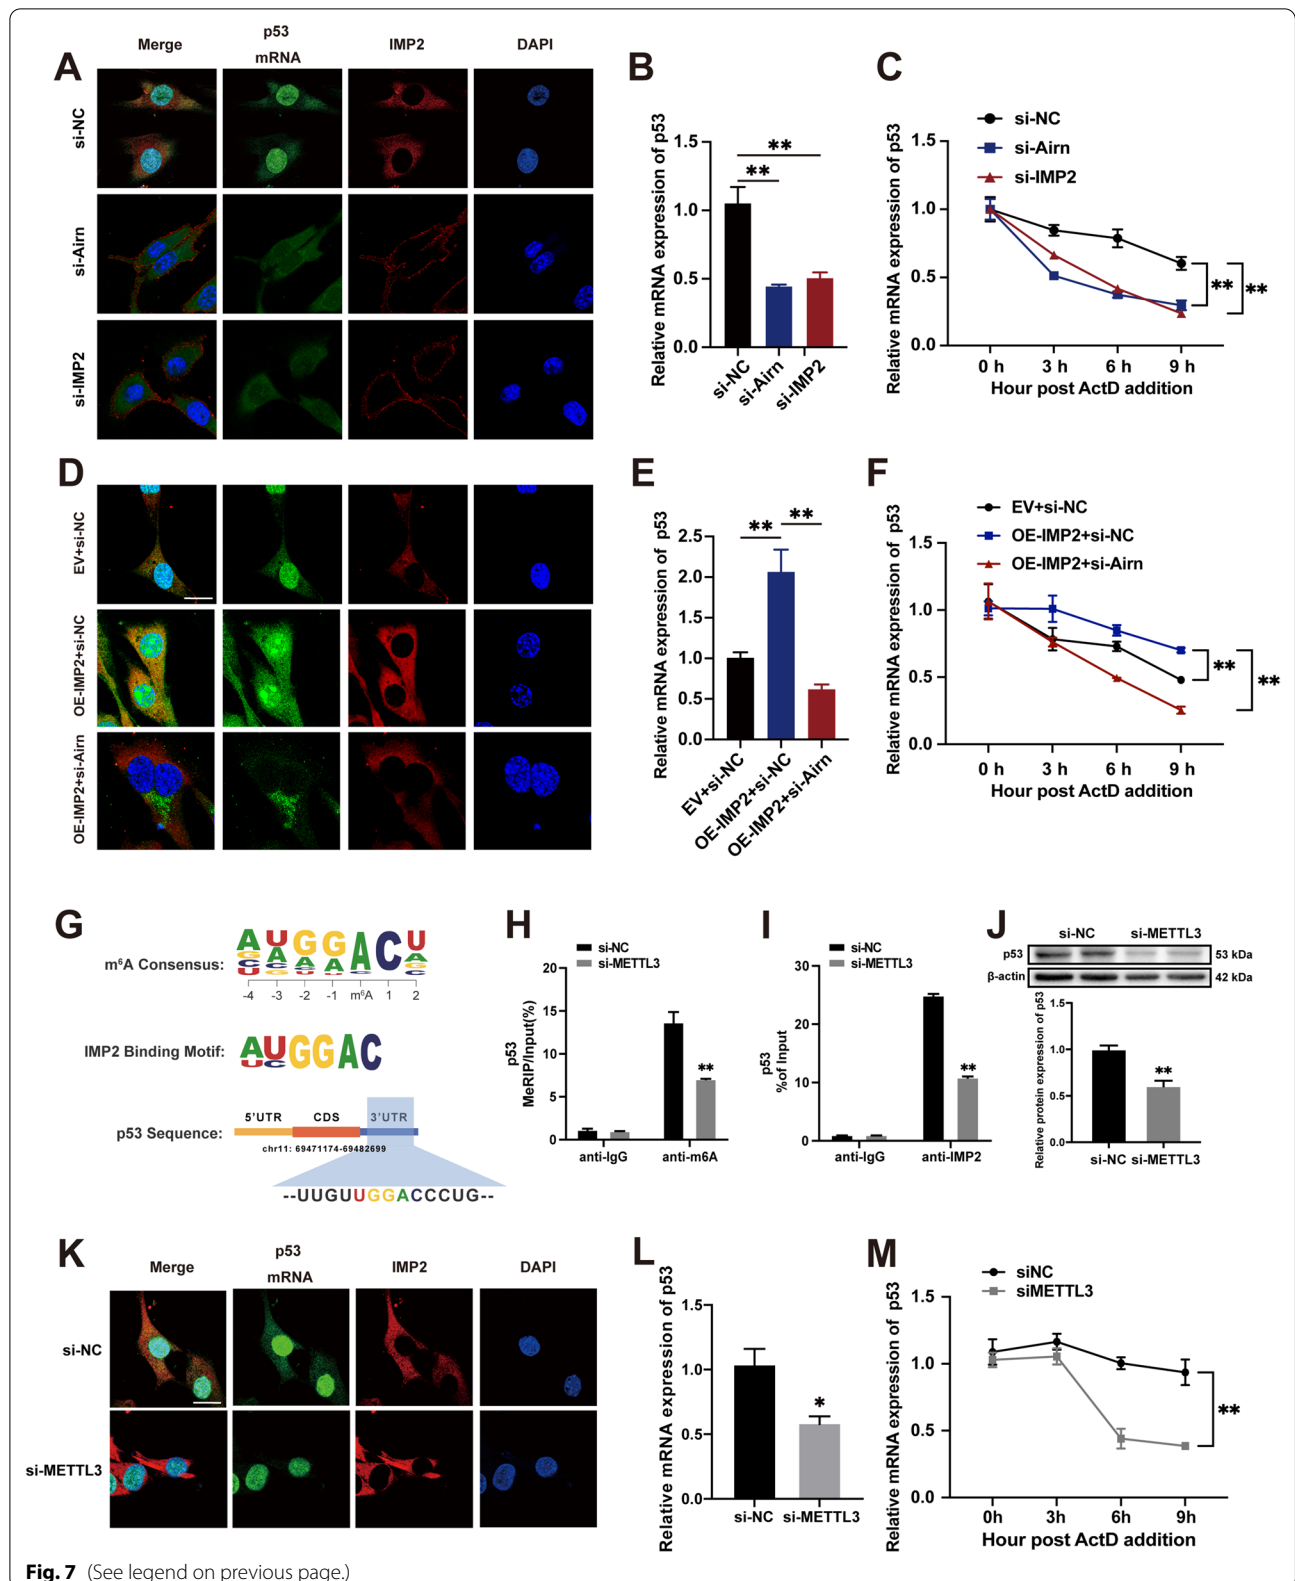 A
Merge
p53
mRNA
IMP2
DAPI
si-NC
si-Airn
si-IMP2
B
Relative mRNA expression of p53
1.5
1.0
0.5
0.0
**
**
si-NC
si-Airn
si-IMP2
C
si-NC
si-Airn
si-IMP2
Relative mRNA expression of p53
1.5
1.0
0.5
0.0
** **
0 h 3 h 6 h 9 h
Hour post ActD addition
D
EV+si-NC
OE-IMP2+si-NC
OE-IMP2+si-Airn
E
Relative mRNA expression of p53
2.5
2.0
1.5
1.0
0.5
0.0
** **
EV+si-NC
OE-IMP2+si-NC
OE-IMP2+si-Airn
F
EV+si-NC
OE-IMP2+si-NC
OE-IMP2+si-Airn
Relative mRNA expression of p53
1.5
1.0
0.5
0.0
** **
0 h 3 h 6 h 9 h
Hour post ActD addition
G
m⁶A Consensus:
AUGGACU
-4 -3 -2 -1 m⁶A 1 2
IMP2 Binding Motif:
AUGGAC
p53 Sequence:
5'UTR CDS 3'UTR
chr11: 69471174-69482699
--UUGUUGGACCCUG--
H
si-NC
si-METTL3
p53
MeRIP/Input(%)
20
15
10
5
0
**
anti-IgG anti-m6A
I
si-NC
si-METTL3
p53
%of Input
30
20
10
0
**
anti-IgG anti-IMP2
J
si-NC si-METTL3
p53 53 kDa
β-actin 42 kDa
Relative protein expression of p53
1.5
1.0
0.5
0.0
**
si-NC si-METTL3
K
Merge
p53
mRNA
IMP2
DAPI
si-NC
si-METTL3
L
Relative mRNA expression of p53
1.5
1.0
0.5
0.0
*
si-NC si-METTL3
M
siNC
siMETTL3
Relative mRNA expression of p53
1.5
1.0
0.5
0.0
**
0h 3h 6h 9h
Hour post ActD addition
Fig. 7 (See legend on previous page.)